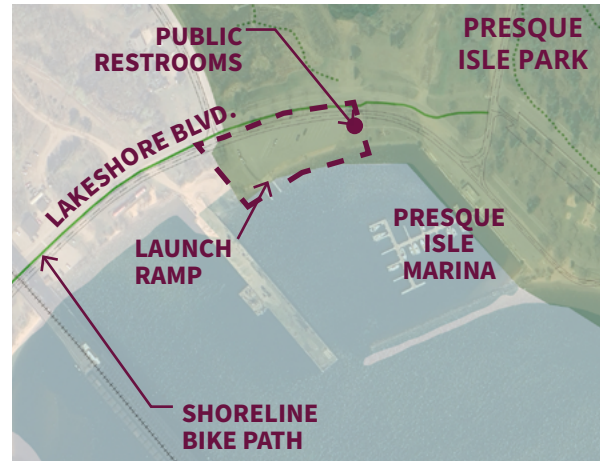 PUBLIC
RESTROOMS
PRESQUE
ISLE PARK
LAKESHORE BLVD.
LAUNCH
RAMP
PRESQUE
ISLE
MARINA
SHORELINE
BIKE PATH